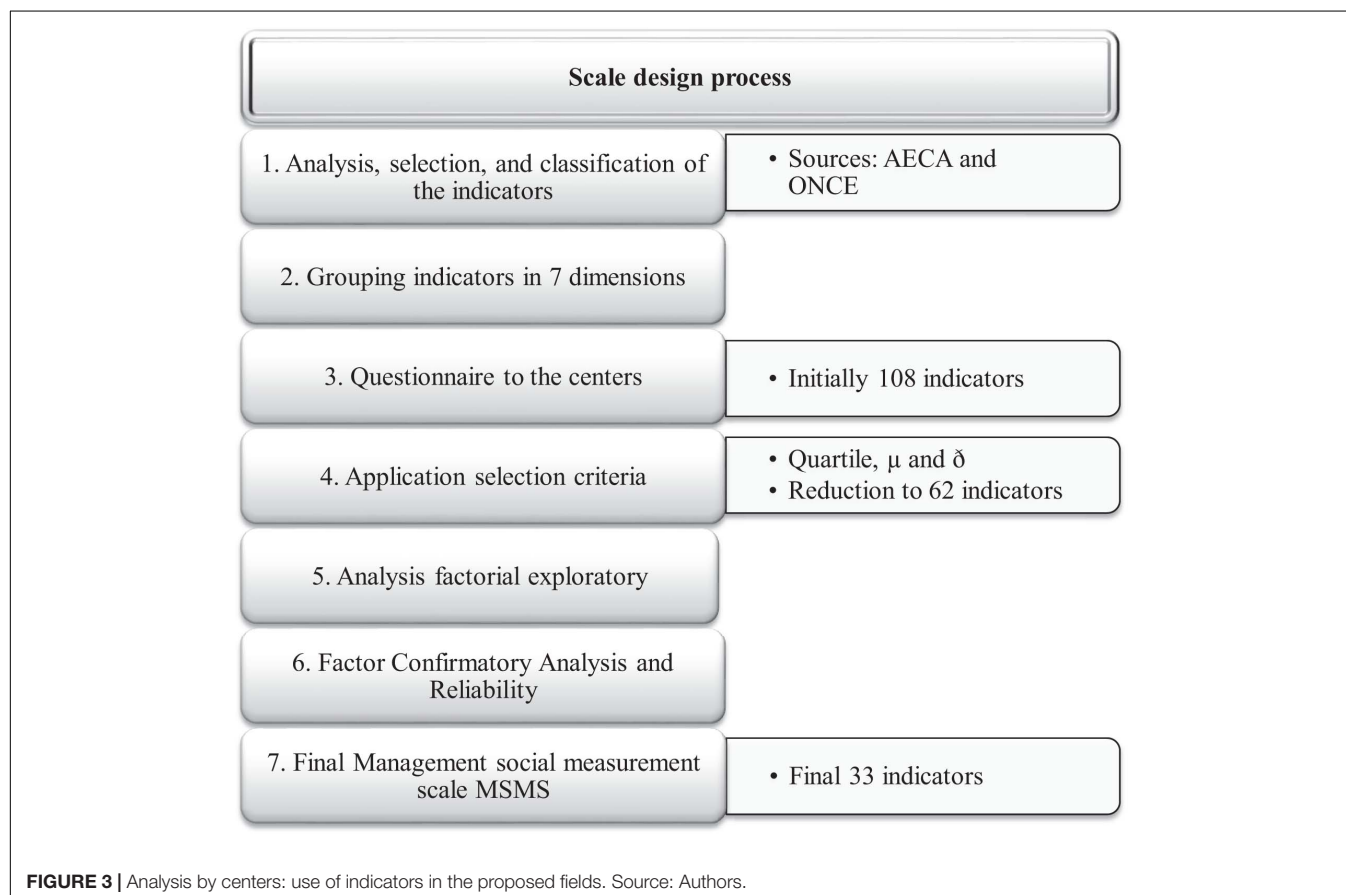 Scale design process
1. Analysis, selection, and classification of
the indicators
• Sources: AECA and
ONCE
2. Grouping indicators in 7 dimensions
3. Questionnaire to the centers
• Initially 108 indicators
4. Application selection criteria
• Quartile, μ and ð
• Reduction to 62 indicators
5. Analysis factorial exploratory
6. Factor Confirmatory Analysis and
Reliability
7. Final Management social measurement
scale MSMS
• Final 33 indicators
FIGURE 3 | Analysis by centers: use of indicators in the proposed fields. Source: Authors.